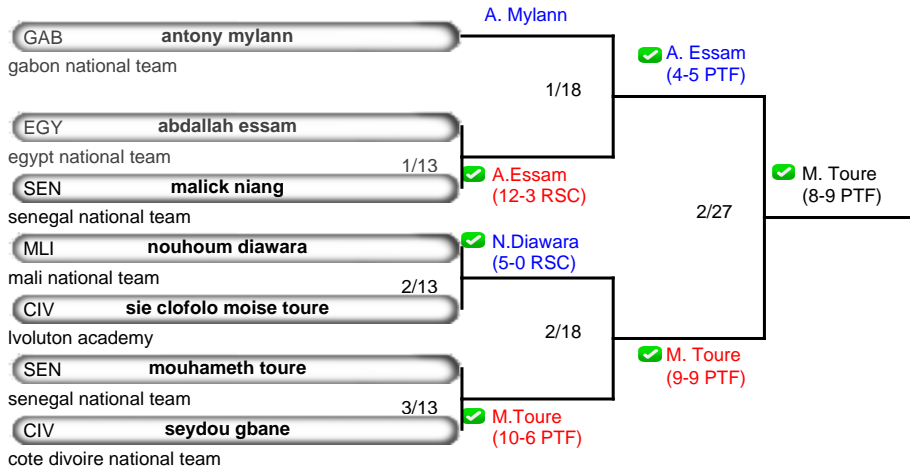 A. Mylann
GAB antony mylann
gabon national team
A. Essam
(4-5 PTF)
1/18
EGY abdallah essam
egypt national team
1/13
A.Essam
(12-3 RSC)
SEN malick niang
senegal national team
M. Toure
(8-9 PTF)
2/27
MLI nouhoum diawara
mali national team
N.Diawara
(5-0 RSC)
2/13
CIV sie clofolo moise toure
Ivoluton academy
2/18
M. Toure
(9-9 PTF)
SEN mouhameth toure
senegal national team
3/13
M.Toure
(10-6 PTF)
CIV seydou gbane
cote divoire national team